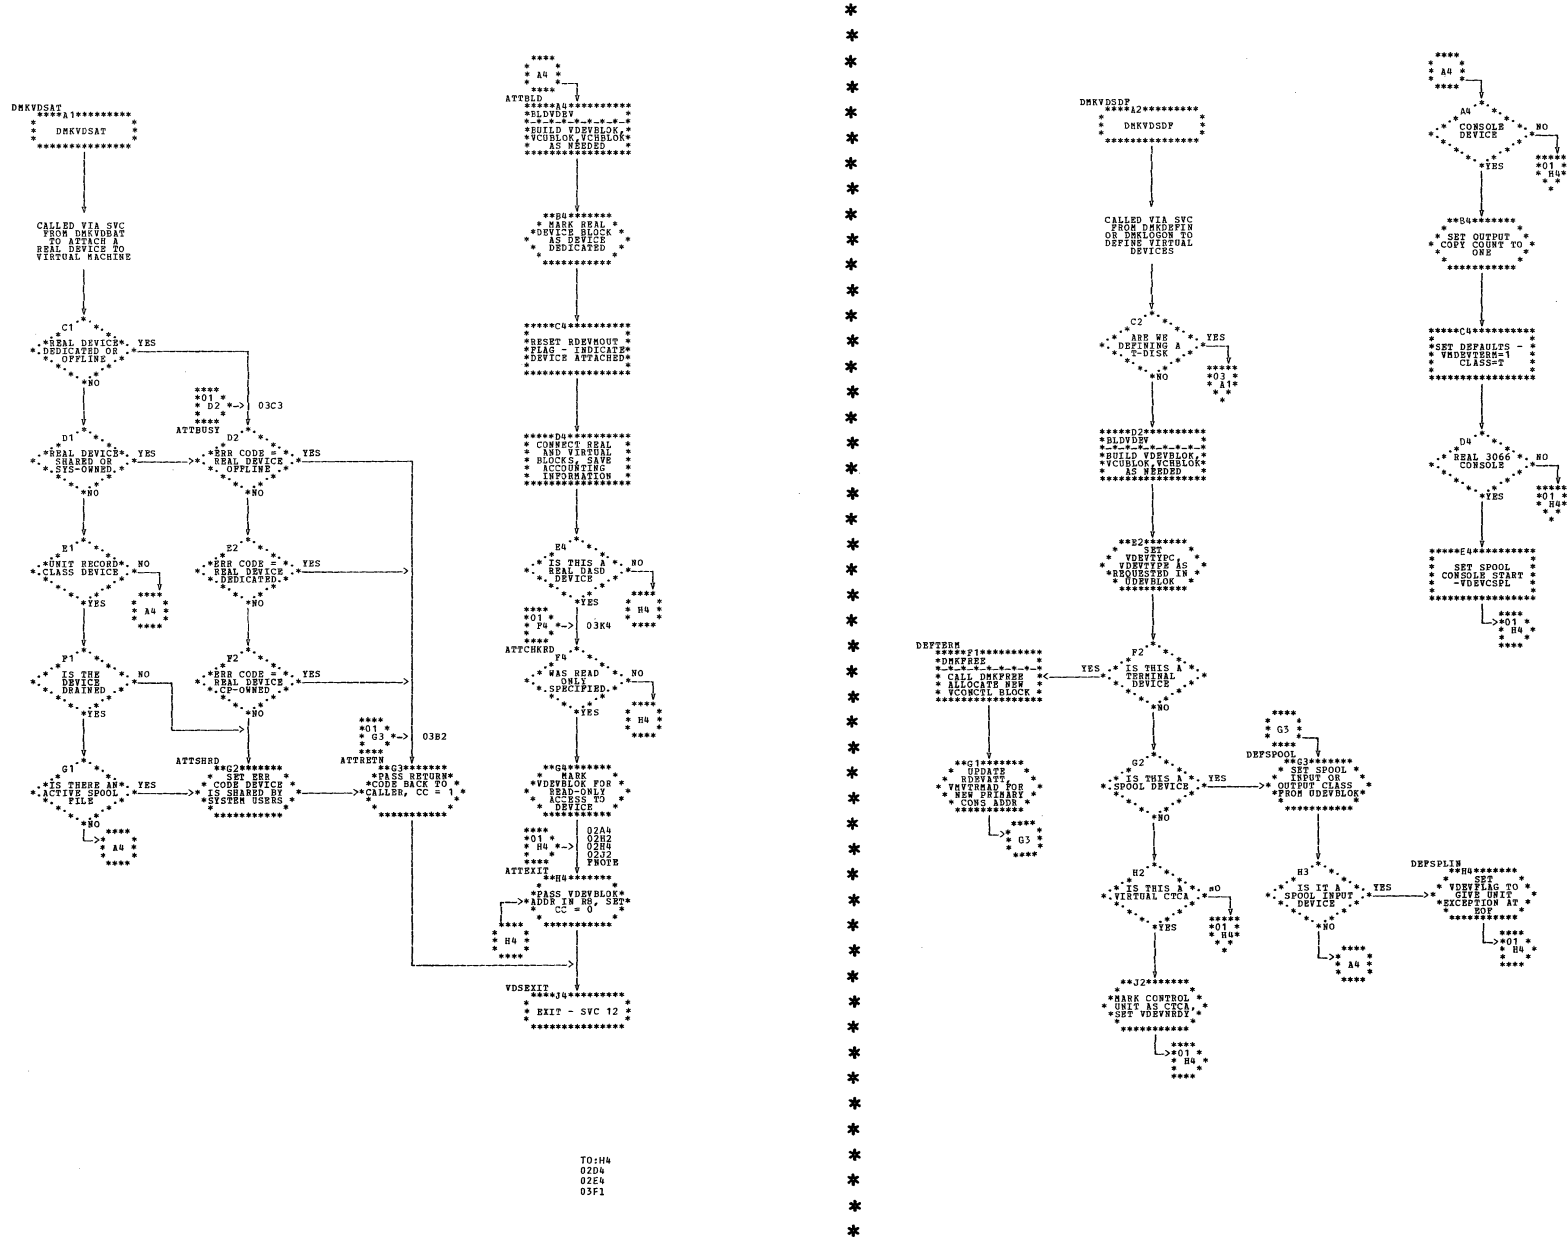 DMKVDSAT
****A1*********
DMKVDSAT
CALLED VIA SVC
FROM DMKVDBAT
TO ATTACH A
REAL DEVICE TO
VIRTUAL MACHINE
C1
*REAL DEVICE*
DEDICATED OR
OFFLINE
YES
*NO
****
*01
* D2 *-> 03C3
****
ATTBUSY
D1
*REAL DEVICE*
SHARED OR
SYS-OWNED
YES
*NO
D2
*ERR CODE =
REAL DEVICE
OFFLINE
YES
*NO
E1
*UNIT RECORD*
CLASS DEVICE
NO
A4
*YES
E2
*ERR CODE =
REAL DEVICE
DEDICATED
YES
*NO
F1
IS THE
DEVICE
DRAINED
NO
*YES
F2
*ERR CODE =
REAL DEVICE
CP-OWNED
YES
*NO
****
*01
* G3 *-> 03B2
****
G1
*IS THERE AN*
ACTIVE SPOOL
FILE
YES
*NO
A4
ATTSHRD
**G2*******
SET ERR
CODE DEVICE
IS SHARED BY
*SYSTEM USERS
ATTRETN
**G3*******
*PASS RETURN
CODE BACK TO
CALLER, CC = 1
A4
ATTBLD
*****A4**********
*BLDVDEV
*-*-*-*-*-*-*-*-*
*BUILD VDEVBLOK,
*VCUBLOK,VCHBLOK*
AS NEEDED
**B4*******
MARK REAL
*DEVICE BLOCK
AS DEVICE
DEDICATED
*****C4**********
*RESET RDEVMOUT
*FLAG - INDICATE*
*DEVICE ATTACHED*
*****D4**********
CONNECT REAL
AND VIRTUAL
BLOCKS, SAVE
ACCOUNTING
INFORMATION
E4
IS THIS A
REAL DASD
DEVICE
NO
H4
*YES
****
*01
* F4 *-> 03K4
****
ATTCHKRD
F4
WAS READ
ONLY
SPECIFIED
NO
H4
*YES
**G4*******
MARK
*VDEVBLOK FOR
READ-ONLY
ACCESS TO
DEVICE
****
*01
* H4 *->
****
02A4
02H2
02H4
02J2
FNOTE
ATTEXIT
**H4*******
*PASS VDEVBLOK
*ADDR IN R8, SET*
CC = 0
H4
VDSEXIT
****J4*********
EXIT - SVC 12
TO:H4
02D4
02E4
03F1
DMKVDSDF
****A2*********
DMKVDSDF
CALLED VIA SVC
FROM DMKDEFIN
OR DMKLOGON TO
DEFINE VIRTUAL
DEVICES
C2
ARE WE
DEFINING A
T-DISK
YES
*03
A1*
*NO
*****D2**********
*BLDVDEV
*-*-*-*-*-*-*-*-*
*BUILD VDEVBLOK,
*VCUBLOK,VCHBLOK*
AS NEEDED
**E2*******
SET
VDEVTYPC,
VDEVTYPE AS
*REQUESTED IN
UDEVBLOK
F2
IS THIS A
TERMINAL
DEVICE
YES
*NO
DEFTERM
*****F1**********
*DMKFREE
*-*-*-*-*-*-*-*-*
CALL DMKFREE
ALLOCATE NEW
VCONCTL BLOCK
**G1*******
UPDATE
RDEVATT,
VMVTRMAD FOR
NEW PRIMARY
CONS ADDR
G3
G2
IS THIS A
SPOOL DEVICE
YES
*NO
G3
DEFSPOOL
**G3*******
SET SPOOL
INPUT OR
OUTPUT CLASS
*FROM UDEVBLOK
H2
IS THIS A
VIRTUAL CTCA
NO
*01
H4*
*YES
H3
IS IT A
SPOOL INPUT
DEVICE
YES
*NO
A4
DEFSPLIN
**H4*******
SET
VDEVFLAG TO
GIVE UNIT
*EXCEPTION AT
EOF
*01
H4
**J2*******
*MARK CONTROL
UNIT AS CTCA,
*SET VDEVNRDY
*01
H4
A4
A4
CONSOLE
DEVICE
NO
*01
H4*
*YES
**B4*******
SET OUTPUT
COPY COUNT TO
ONE
*****C4**********
*SET DEFAULTS -
VMDEVTERM=1
CLASS=T
D4
REAL 3066
CONSOLE
NO
*01
H4*
*YES
*****E4**********
SET SPOOL
CONSOLE START
-VDEVCSPL
*01
H4